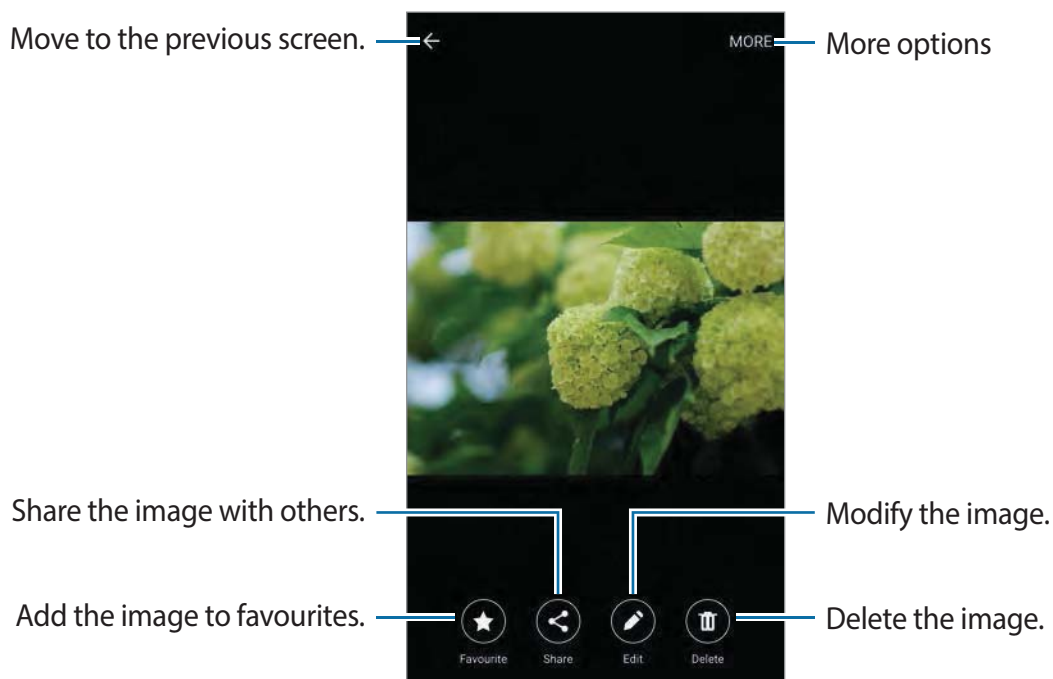 Move to the previous screen.
MORE
More options
Share the image with others.
Modify the image.
Add the image to favourites.
Delete the image.
Favourite
Share
Edit
Delete